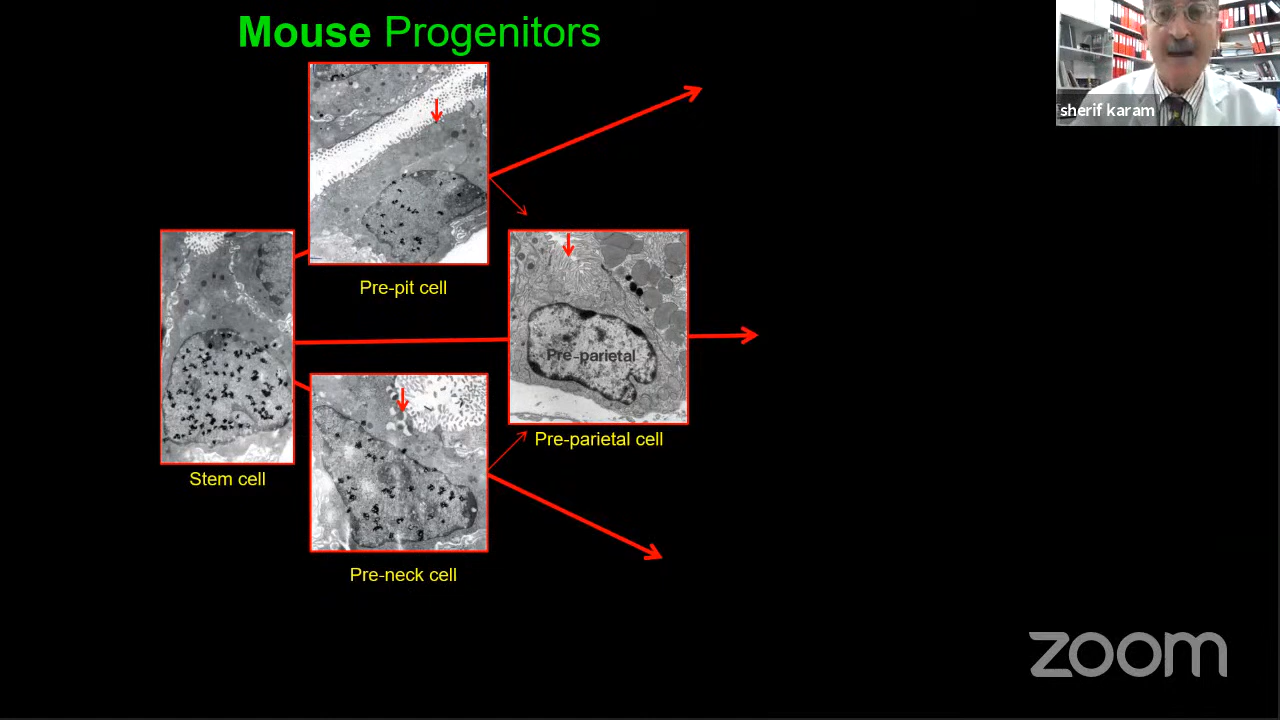 Mouse Progenitors
sherif karam
Pre-pit cell
Pre-parietal
Pre-parietal cell
Stem cell
Pre-neck cell
zoom